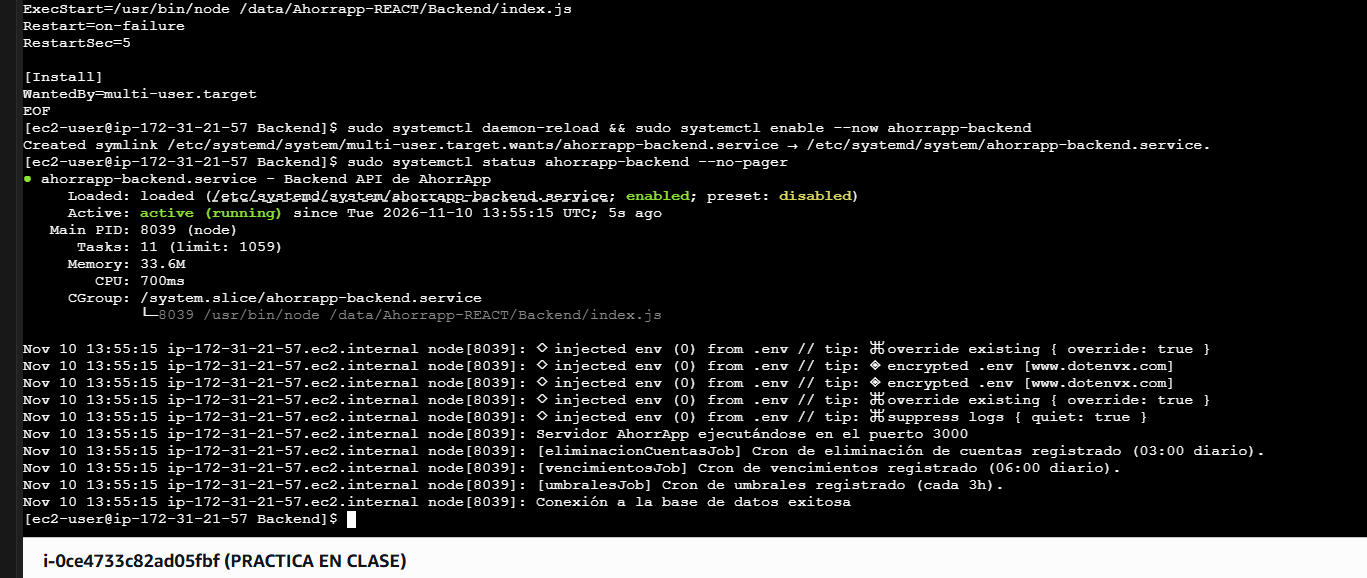 ExecStart=/usr/bin/node /data/Ahorrapp-REACT/Backend/index.js
Restart=on-failure
RestartSec=5
[Install]
WantedBy=multi-user.target
EOF
[ec2-user@ip-172-31-21-57 Backend]$ sudo systemctl daemon-reload && sudo systemctl enable --now ahorrapp-backend
Created symlink /etc/systemd/system/multi-user.target.wants/ahorrapp-backend.service → /etc/systemd/system/ahorrapp-backend.service.
[ec2-user@ip-172-31-21-57 Backend]$ sudo systemctl status ahorrapp-backend --no-pager
● ahorrapp-backend.service - Backend API de AhorrApp
Loaded: loaded (/etc/systemd/system/ahorrapp-backend.service; enabled; preset: disabled)
Active: active (running) since Tue 2026-11-10 13:55:15 UTC; 5s ago
Main PID: 8039 (node)
Tasks: 11 (limit: 1059)
Memory: 33.6M
CPU: 700ms
CGroup: /system.slice/ahorrapp-backend.service
└─8039 /usr/bin/node /data/Ahorrapp-REACT/Backend/index.js
Nov 10 13:55:15 ip-172-31-21-57.ec2.internal node[8039]: ◇ injected env (0) from .env // tip: ⌘ override existing { override: true }
Nov 10 13:55:15 ip-172-31-21-57.ec2.internal node[8039]: ◇ injected env (0) from .env // tip: ◈ encrypted .env [www.dotenvx.com]
Nov 10 13:55:15 ip-172-31-21-57.ec2.internal node[8039]: ◇ injected env (0) from .env // tip: ◈ encrypted .env [www.dotenvx.com]
Nov 10 13:55:15 ip-172-31-21-57.ec2.internal node[8039]: ◇ injected env (0) from .env // tip: ⌘ override existing { override: true }
Nov 10 13:55:15 ip-172-31-21-57.ec2.internal node[8039]: ◇ injected env (0) from .env // tip: ⌘ suppress logs { quiet: true }
Nov 10 13:55:15 ip-172-31-21-57.ec2.internal node[8039]: Servidor AhorrApp ejecutándose en el puerto 3000
Nov 10 13:55:15 ip-172-31-21-57.ec2.internal node[8039]: [eliminacionCuentasJob] Cron de eliminación de cuentas registrado (03:00 diario).
Nov 10 13:55:15 ip-172-31-21-57.ec2.internal node[8039]: [vencimientosJob] Cron de vencimientos registrado (06:00 diario).
Nov 10 13:55:15 ip-172-31-21-57.ec2.internal node[8039]: [umbralesJob] Cron de umbrales registrado (cada 3h).
Nov 10 13:55:15 ip-172-31-21-57.ec2.internal node[8039]: Conexión a la base de datos exitosa
[ec2-user@ip-172-31-21-57 Backend]$
i-0ce4733c82ad05fbf (PRACTICA EN CLASE)